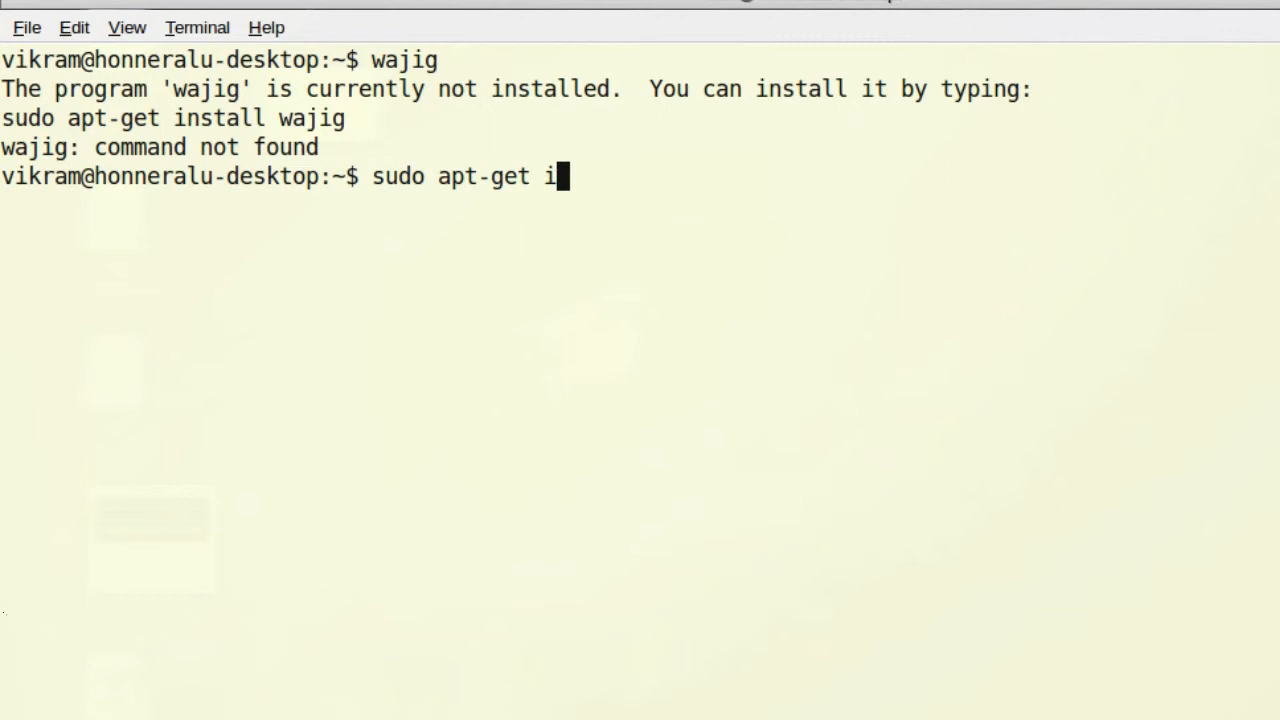 File Edit View Terminal Help
vikram@honneralu-desktop:~$ wajig
The program 'wajig' is currently not installed.  You can install it by typing:
sudo apt-get install wajig
wajig: command not found
vikram@honneralu-desktop:~$ sudo apt-get i